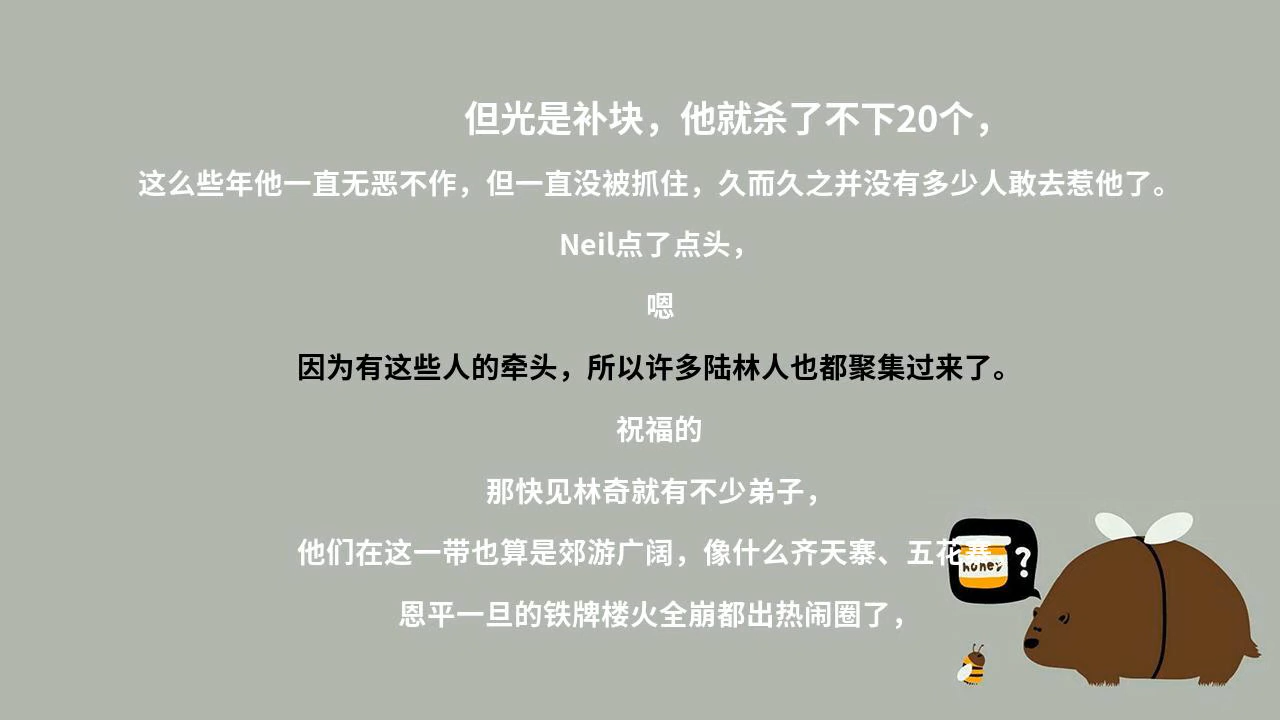 但光是补块，他就杀了不下20个，
这么些年他一直无恶不作，但一直没被抓住，久而久之并没有多少人敢去惹他了。
Neil点了点头，
嗯
因为有这些人的牵头，所以许多陆林人也都聚集过来了。
祝福的
那快见林奇就有不少弟子，
他们在这一带也算是郊游广阔，像什么齐天寨、五花寨、
恩平一旦的铁牌楼火全崩都出热闹圈了，
honey
?